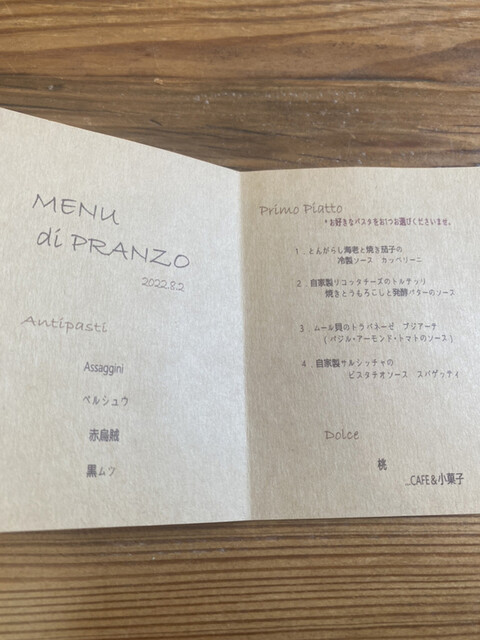 MENU
di PRANZO
2022.8.2
Antipasti
Assaggini
ペルシュウ
赤烏賊
黒ムツ
Primo Piatto
*お好きなパスタをお1つお選びくださいませ。
1．とんがらし海老と焼き茄子の
冷製ソース カッペリーニ
2．自家製リコッタチーズのトルテッリ
焼きとうもろこしと発酵バターのソース
3．ムール貝のトラパネーゼ ブジアーテ
(バジル・アーモンド・トマトのソース)
4．自家製サルシッチャの
ピスタチオソース スパゲッティ
Dolce
桃
...CAFE＆小菓子